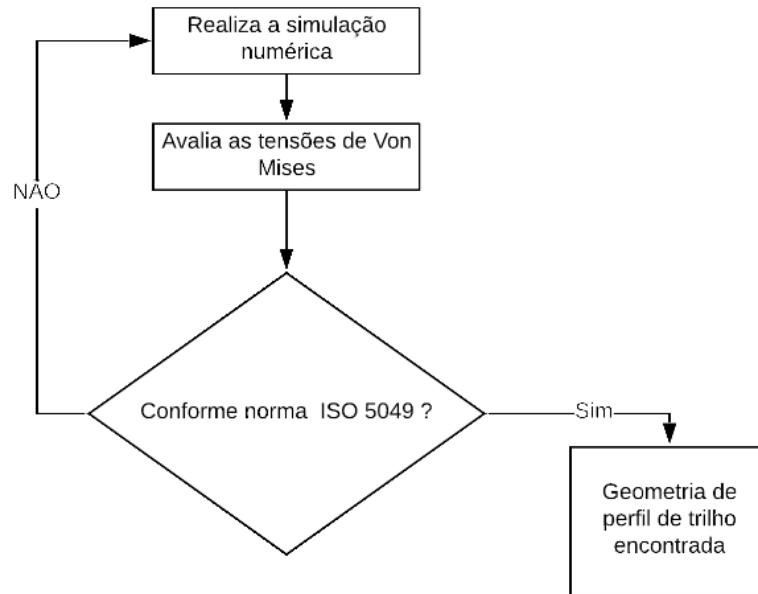 Realiza a simulação
numérica
Avalia as tensões de Von
Mises
NÃO
Conforme norma ISO 5049 ?
Sim
Geometria de
perfil de trilho
encontrada